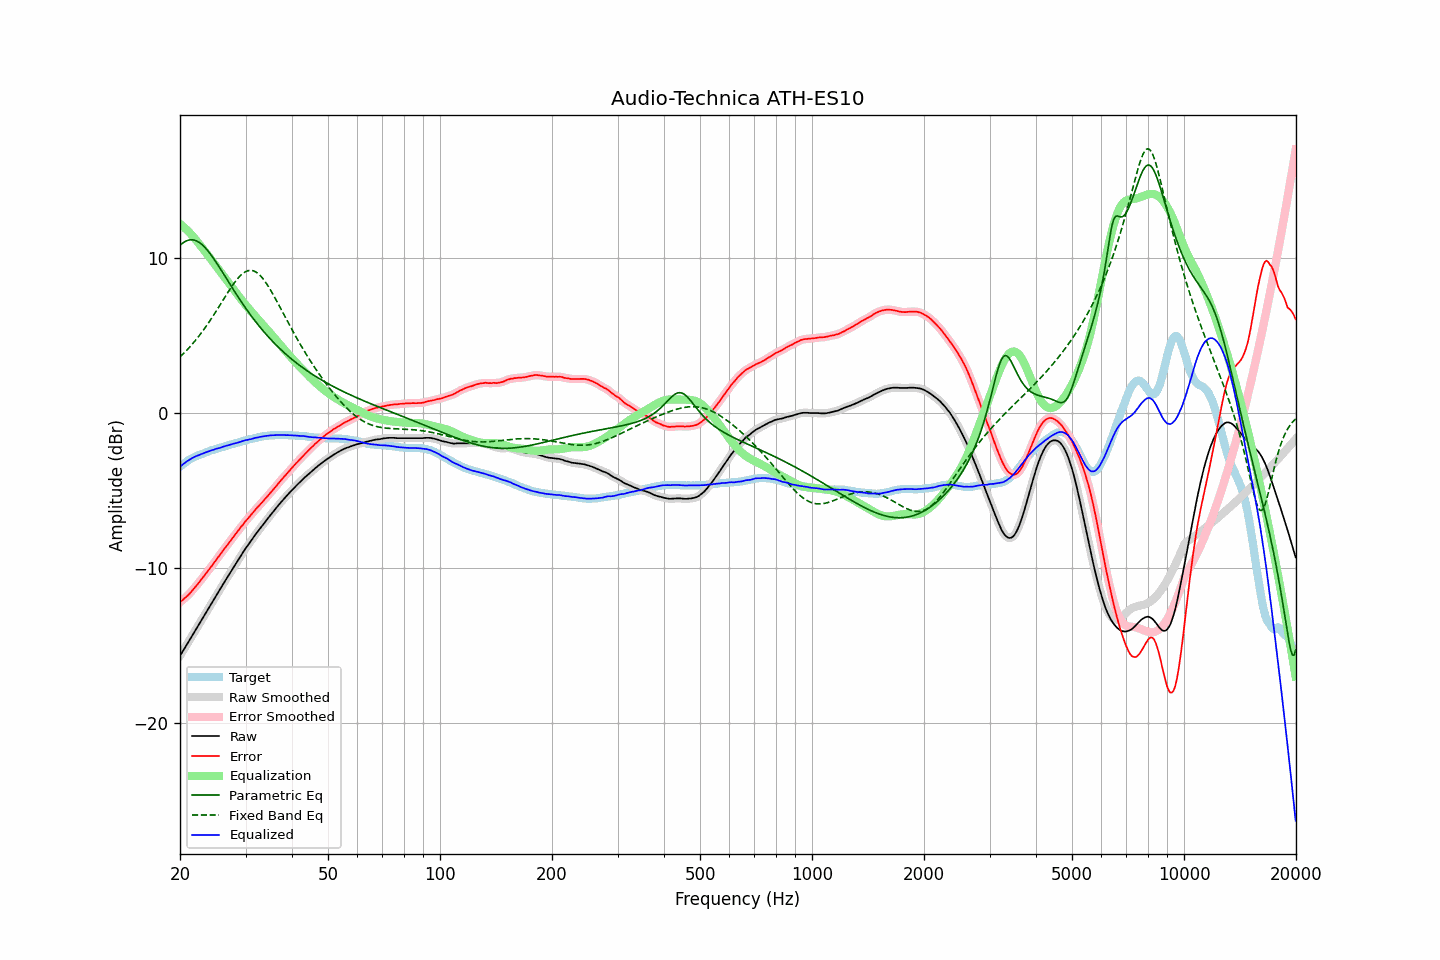 Audio-Technica ATH-ES10
Amplitude (dBr)
10
0
−10
−20
Target
Raw Smoothed
Error Smoothed
Raw
Error
Equalization
Parametric Eq
Fixed Band Eq
Equalized
20 50 100 200 500 1000 2000 5000 10000 20000
Frequency (Hz)